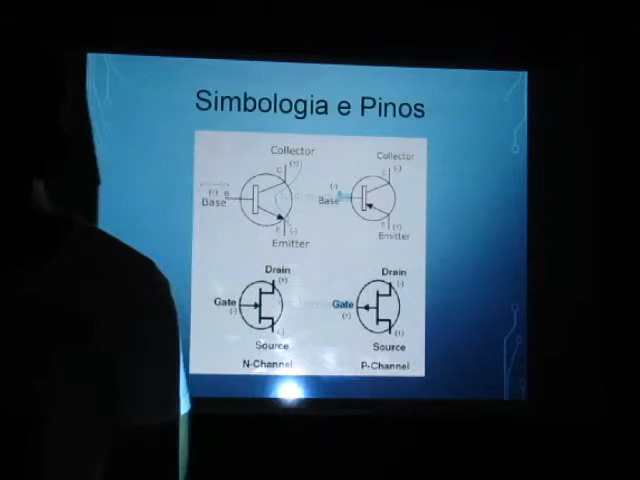 Simbologia e Pinos
Collector
(+)
C
(+) B
Base
E
(-)
Emitter
Collector
(-)
C
(-)
Base
E
(+)
Emitter
Drain
(+)
Gate
(-)
(-)
Source
N-Channel
Drain
(-)
Gate
(+)
(+)
Source
P-Channel